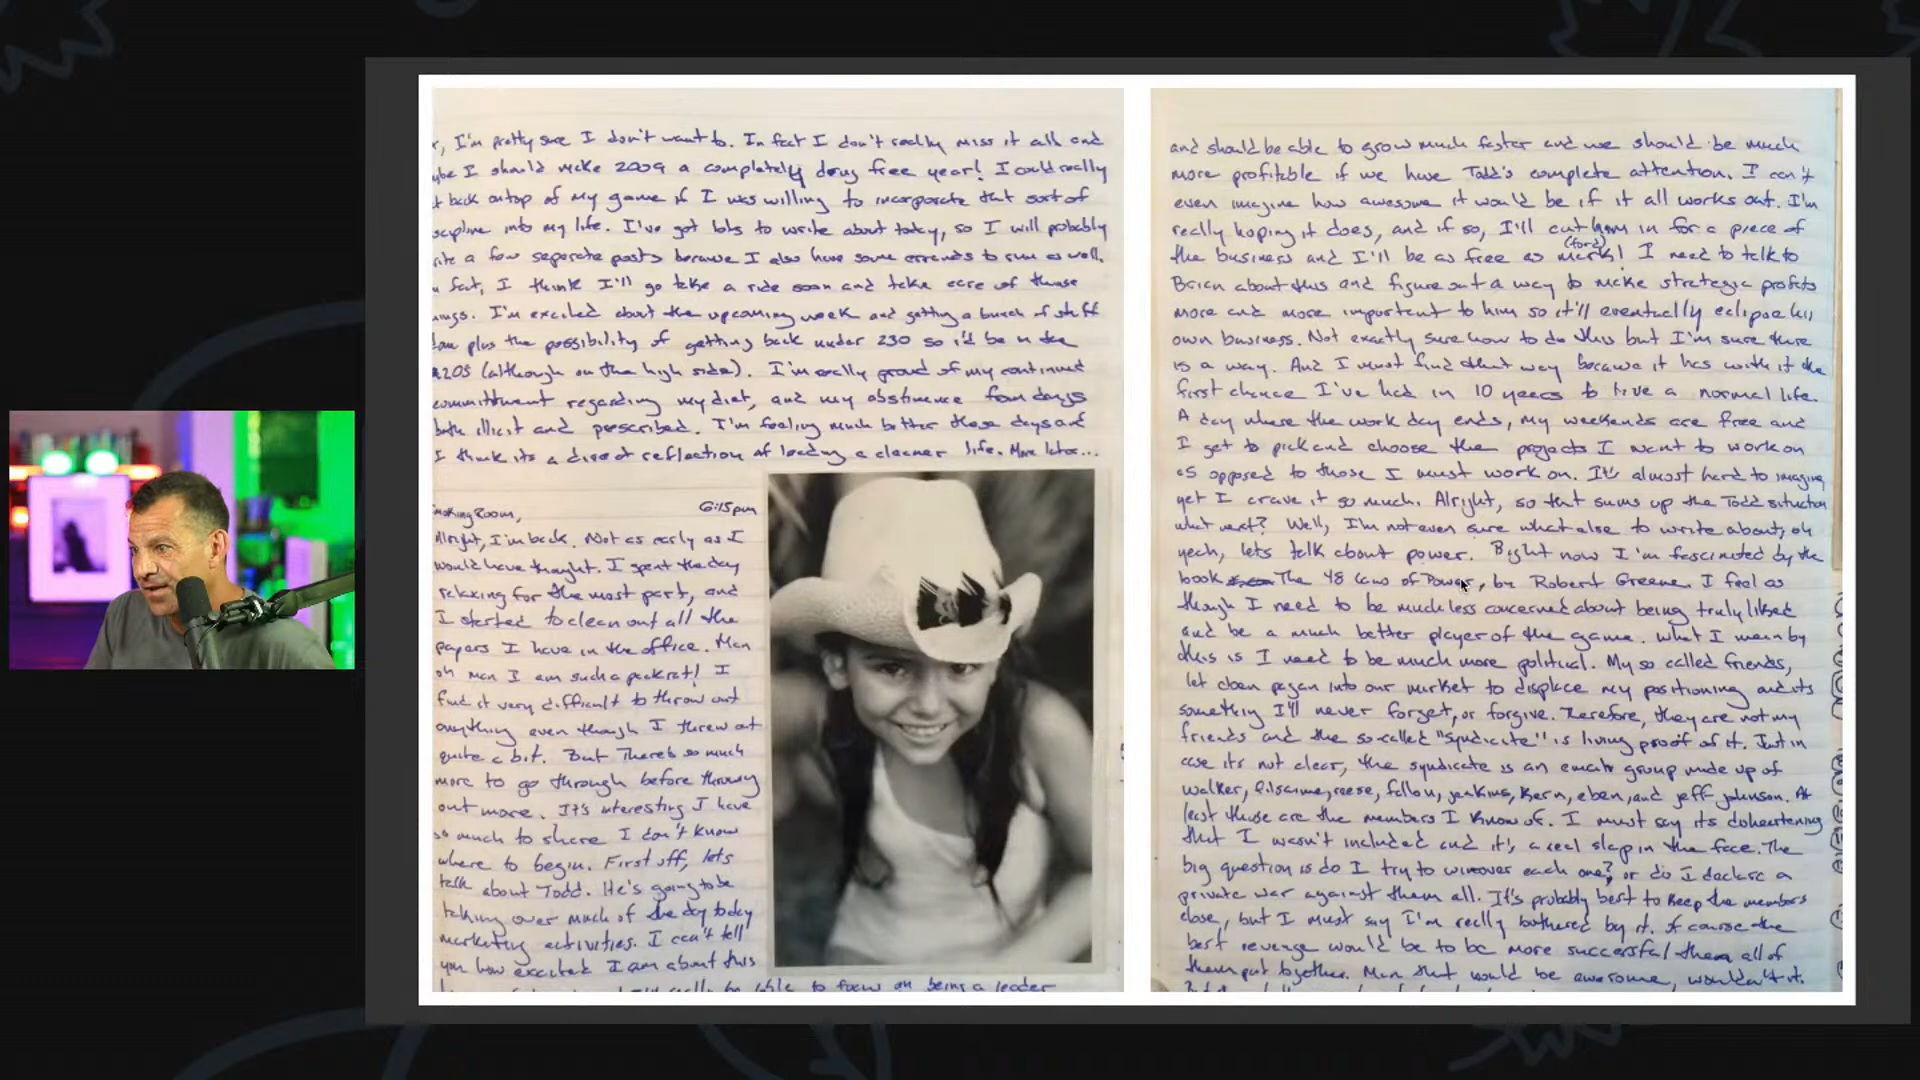 , I'm pretty sure I don't want to. In fact I don't really miss it all and
ybe I should make 2009 a completely drug free year! I could really
t back ontop of my game if I was willing to incorporate that sort of
scipline into my life. I've got lots to write about today, so I will probably
rite a few separate posts because I also have some errands to run as well.
n fact, I think I'll go take a ride soon and take care of those
ings. I'm excited about the upcoming week and getting a bunch of stuff
plus the possibility of getting back under 230 so i'd be in the
220S (although on the high side). I'm really proud of my continued
committment regarding my diet, and my abstinence from drugs
both illicit and prescribed. I'm feeling much better these days and
I think its a direct reflection of leading a cleaner life. More later...
moking Room, 6:15pm
Alright, I'm back. Not as early as I
would have thought. I spent the day
relaxing for the most part, and
I started to clean out all the
papers I have in the office. Man
oh man I am such a packrat! I
find it very difficult to throw out
anything even though I threw out
quite a bit. But There's so much
more to go through before throwing
out more. It's interesting I have
so much to share I don't know
where to begin. First off, lets
talk about Todd. He's going to be
taking over much of the day today
marketing activities. I can't tell
you how excited I am about this
to focus on being a leader
and should be able to grow much faster and we should be much
more profitable if we have Todd's complete attention. I can't
even imagine how awesome it would be if it all works out. I'm
really hoping it does, and if so, I'll cut him in for a piece of
the business and I'll be as free as mark (ford)! I need to talk to
Brian about this and figure out a way to make strategic profits
more and more important to him so it'll eventually eclipse his
own business. Not exactly sure how to do this but I'm sure there
is a way. And I must find that way because it has with it the
first chance I've had in 10 years to live a normal life.
A day where the work day ends, my weekends are free and
I get to pick and choose the projects I want to work on
as opposed to those I must work on. It's almost hard to imagine
yet I crave it so much. Alright, so that sums up the Todd situation
what next? Well, I'm not even sure what else to write about, oh
yeah, lets talk about power. Right now I'm fascinated by the
book The 48 laws of Power, by Robert Greene. I feel as
though I need to be much less concerned about being truly liked
and be a much better player of the game. What I mean by
this is I need to be much more political. My so called friends,
let eben pagan into our market to displace my positioning and its
something I'll never forget, or forgive. Therefore, they are not my
friends and the so-called "Syndicate" is living proof of it. Just in
case its not clear, the syndicate is an email group made up of
walker, filsaime, reese, fallon, jenkins, Kern, eben, and jeff johnson. At
least those are the members I know of. I must say its disheartening
that I wasn't included and it's a real slap in the face. The
big question is do I try to winover each one? or do I declare a
private war against them all. It's probably best to keep the members
close, but I must say I'm really bothered by it. Of course the
best revenge would be to be more successful them all of
them put together. Man that would be awesome, wouldn't it.